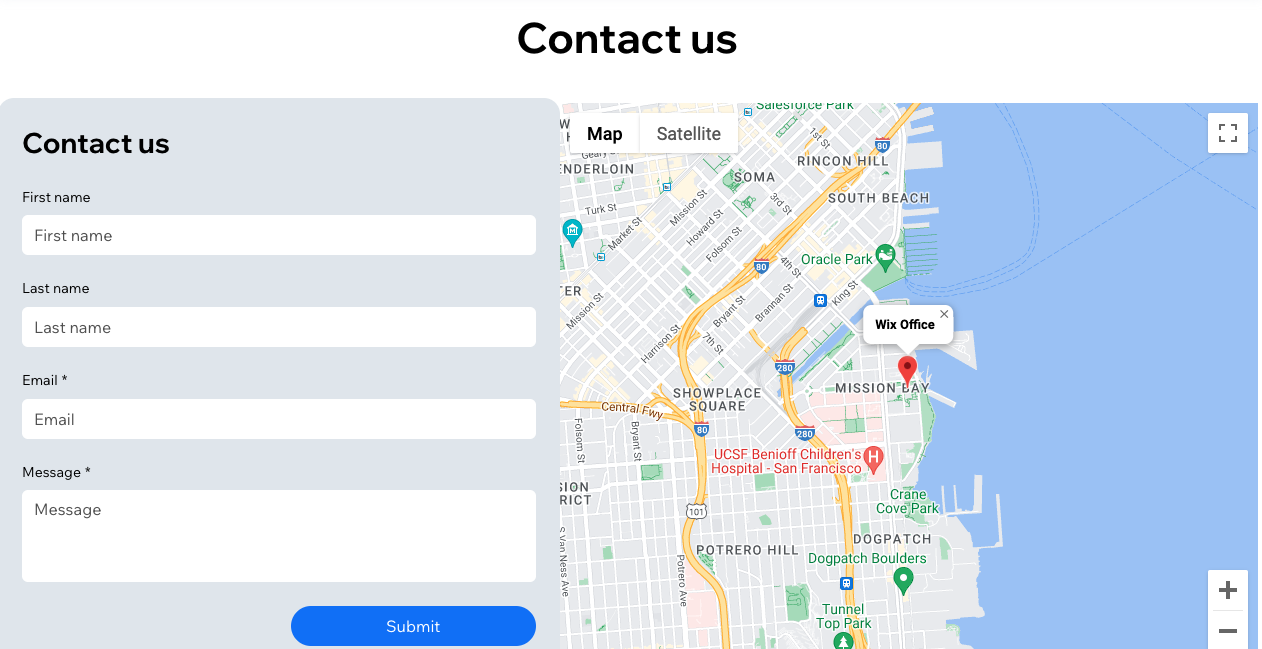 Contact us
Contact us
First name
First name
Last name
Last name
Email *
Email
Message *
Message
Submit
Map
Satellite
Salesforce Park
80
1st St
RINCON HILL
Geary
ENDERLOIN
SOMA
SOUTH BEACH
Turk St
Mission St
3rd St
Market St
Howard St
Folsom St
Oracle Park
80
4th St
King St
TER
Mission St
Bryant St
Brannan St
Wix Office
Harrison St
7th St
280
MISSION BAY
SHOWPLACE
SQUARE
Central Fwy
80
280
Folsom St
Bryant St
UCSF Benioff Children's
Hospital - San Francisco
H
SION
RICT
Crane
Cove Park
101
DOGPATCH
POTRERO HILL
Dogpatch Boulders
S Van Ness Ave
Potrero Ave
Tunnel
Top Park